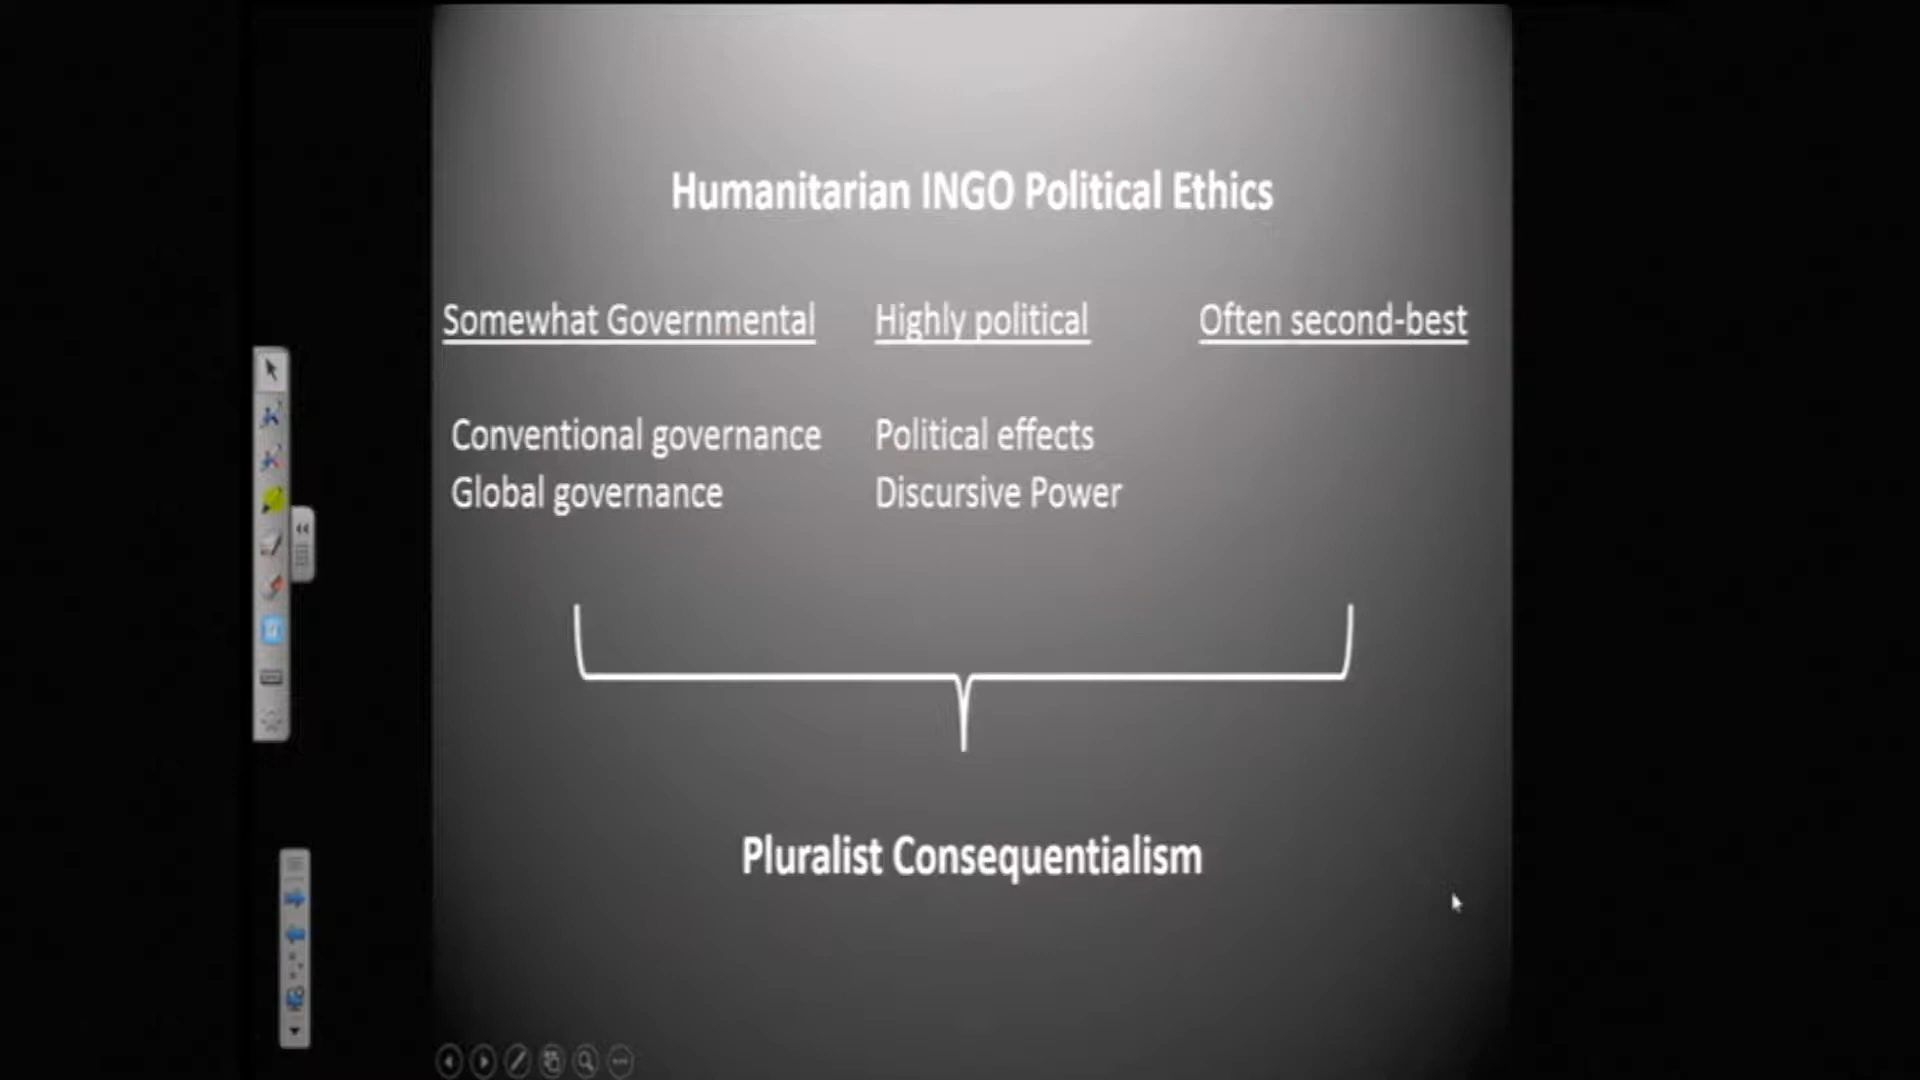 Humanitarian INGO Political Ethics
Somewhat Governmental Highly political Often second-best
Conventional governance Political effects
Global governance Discursive Power
Pluralist Consequentialism